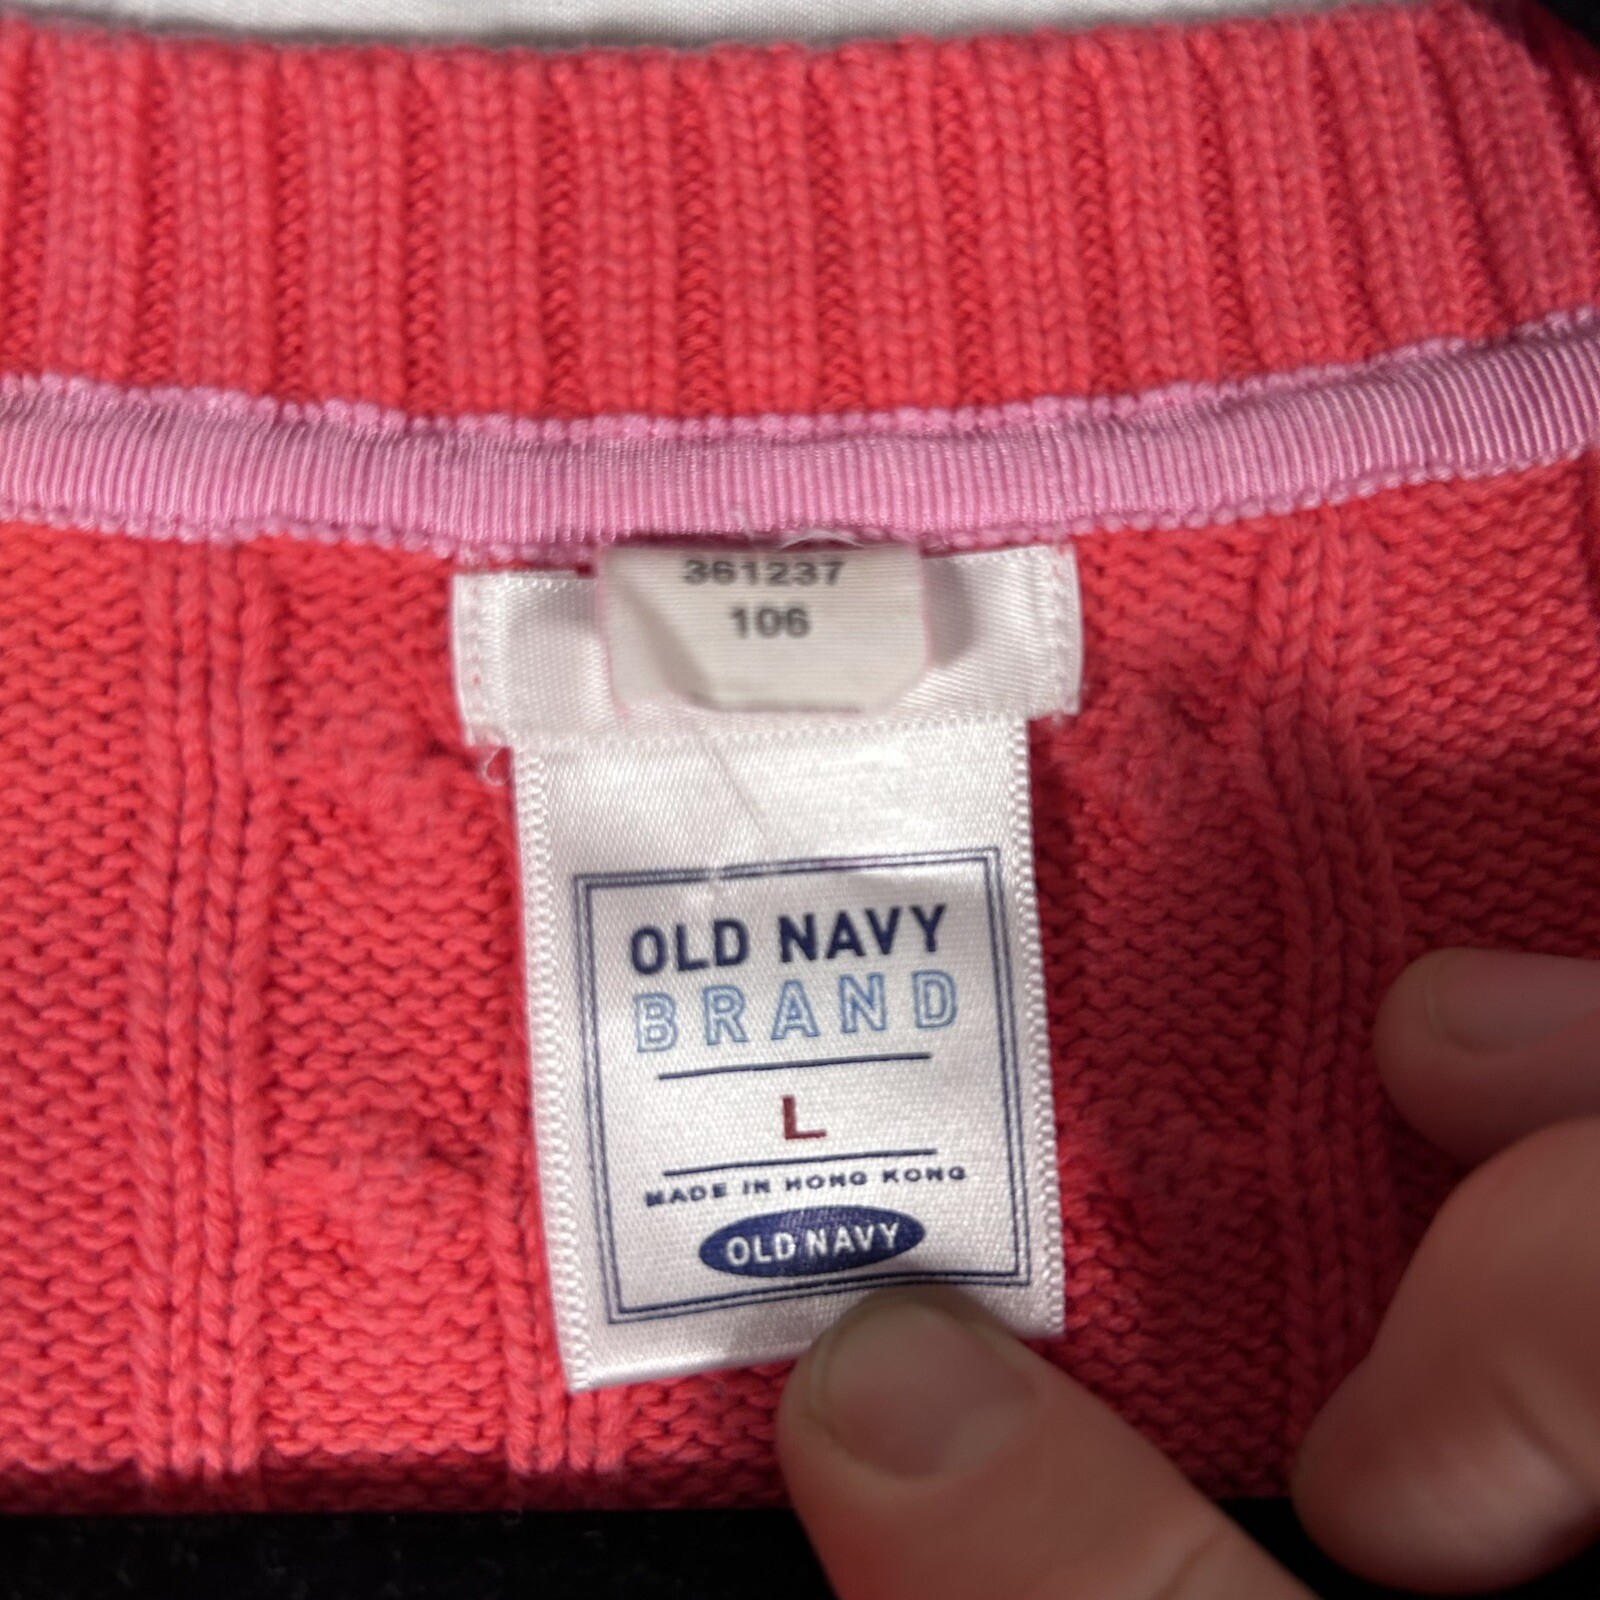 361237
106
OLD NAVY
BRAND
L
MADE IN HONG KONG
OLD NAVY